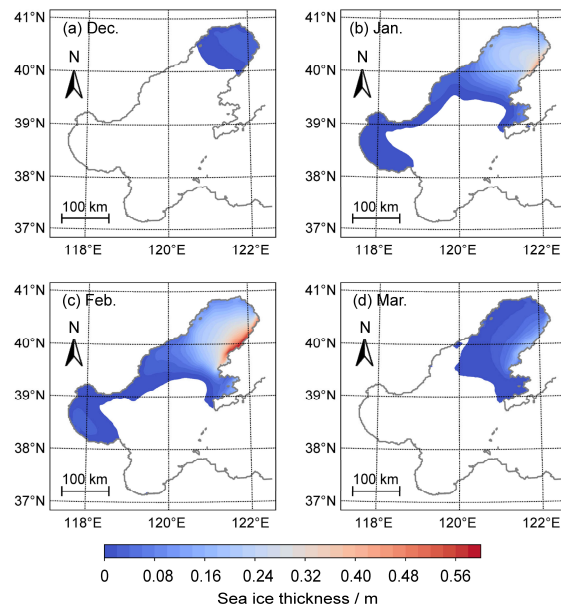 (a) Dec.
(b) Jan.
41°N
41°N
N
N
40°N
40°N
39°N
39°N
38°N
38°N
100 km
100 km
37°N
37°N
118°E
120°E
122°E
118°E
120°E
122°E
(c) Feb.
(d) Mar.
41°N
41°N
N
N
40°N
40°N
39°N
39°N
38°N
38°N
100 km
100 km
37°N
37°N
118°E
120°E
122°E
118°E
120°E
122°E
0
0.08
0.16
0.24
0.32
0.40
0.48
0.56
Sea ice thickness / m